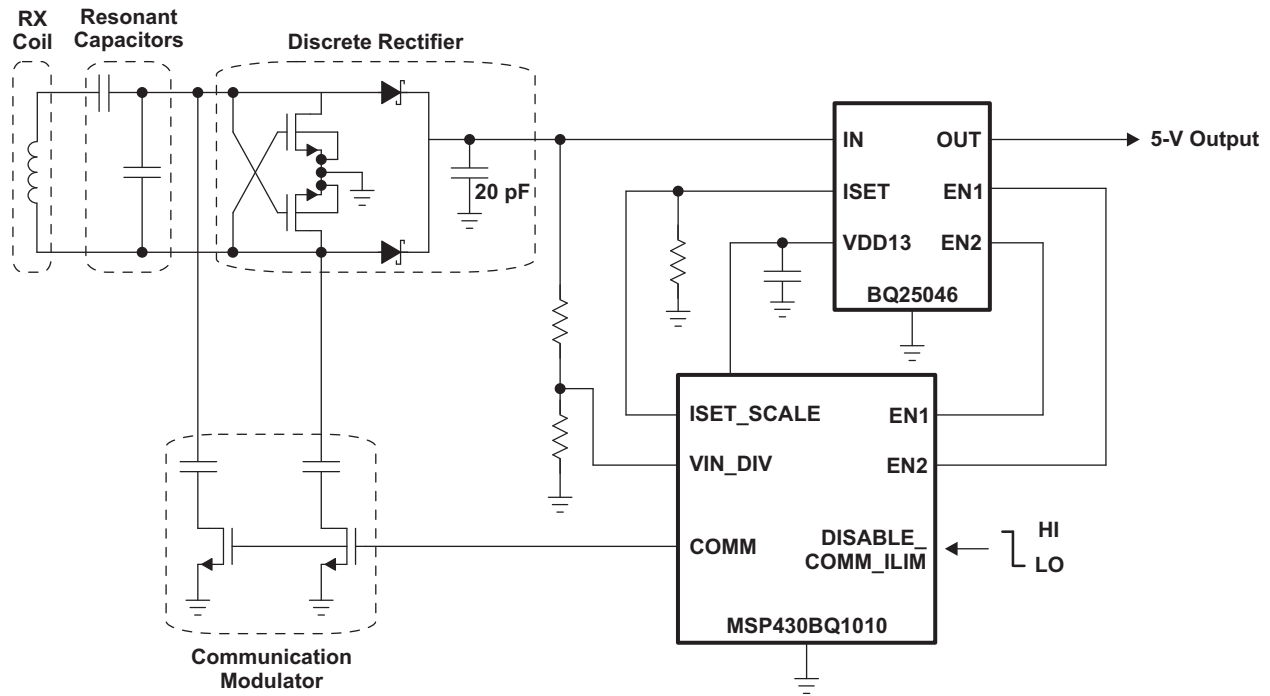 RX
Coil
Resonant
Capacitors
Discrete Rectifier
20 pF
IN
OUT
5-V Output
ISET
EN1
VDD13
EN2
BQ25046
ISET_SCALE
EN1
VIN_DIV
EN2
COMM
DISABLE_
COMM_ILIM
HI
LO
MSP430BQ1010
Communication
Modulator